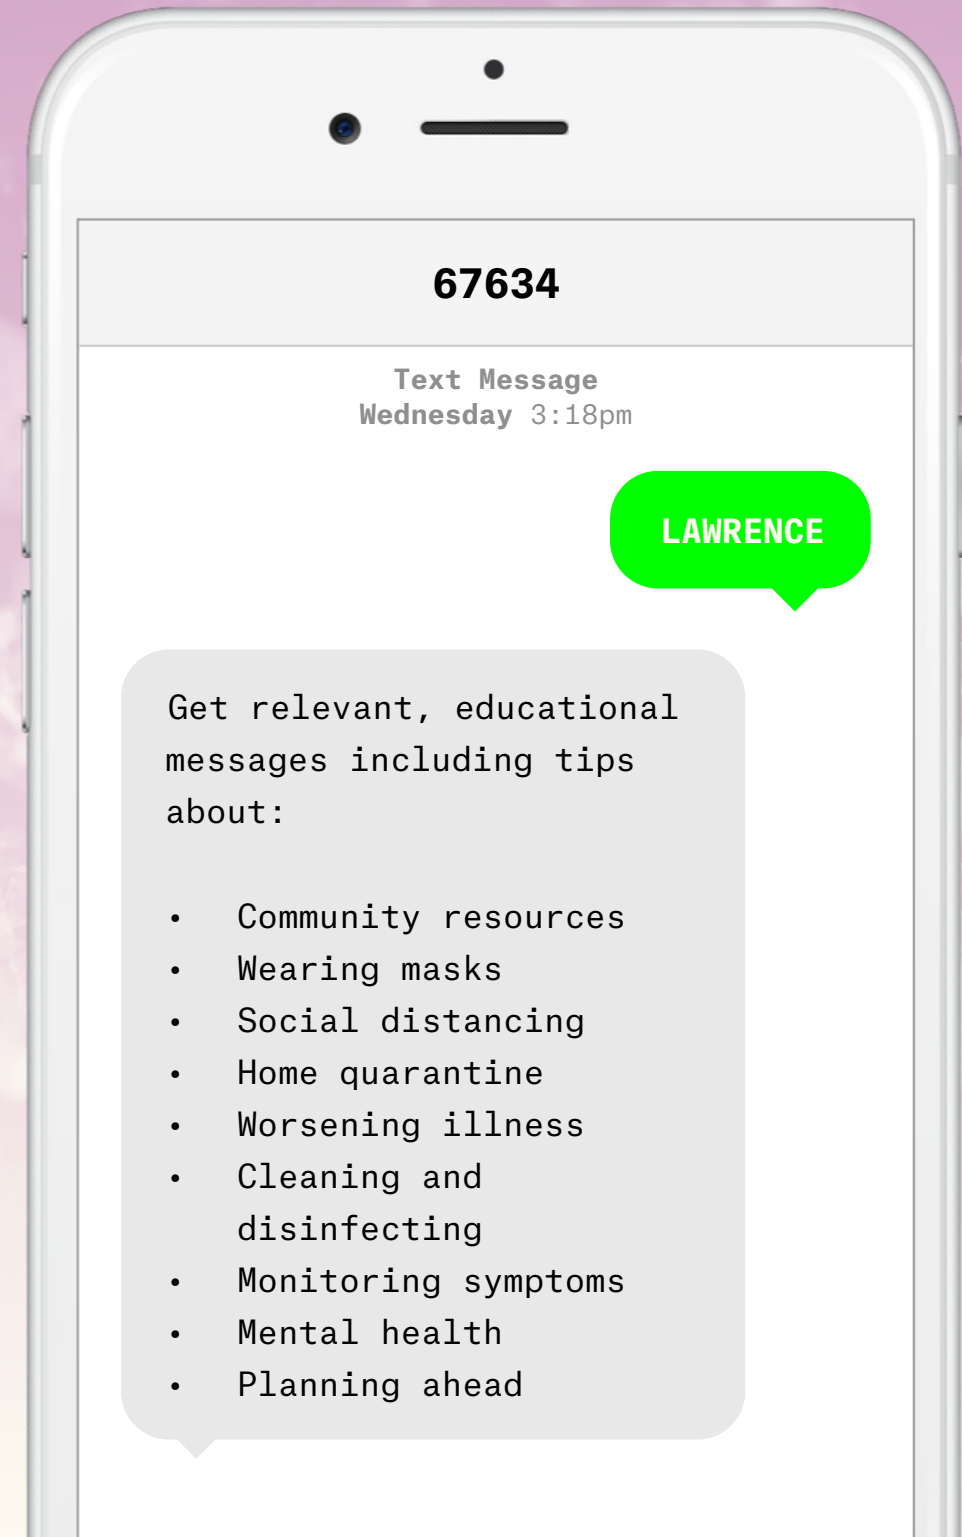 67634
Text Message
Wednesday 3:18pm
LAWRENCE
Get relevant, educational
messages including tips
about:
• Community resources
• Wearing masks
• Social distancing
• Home quarantine
• Worsening illness
• Cleaning and
disinfecting
• Monitoring symptoms
• Mental health
• Planning ahead